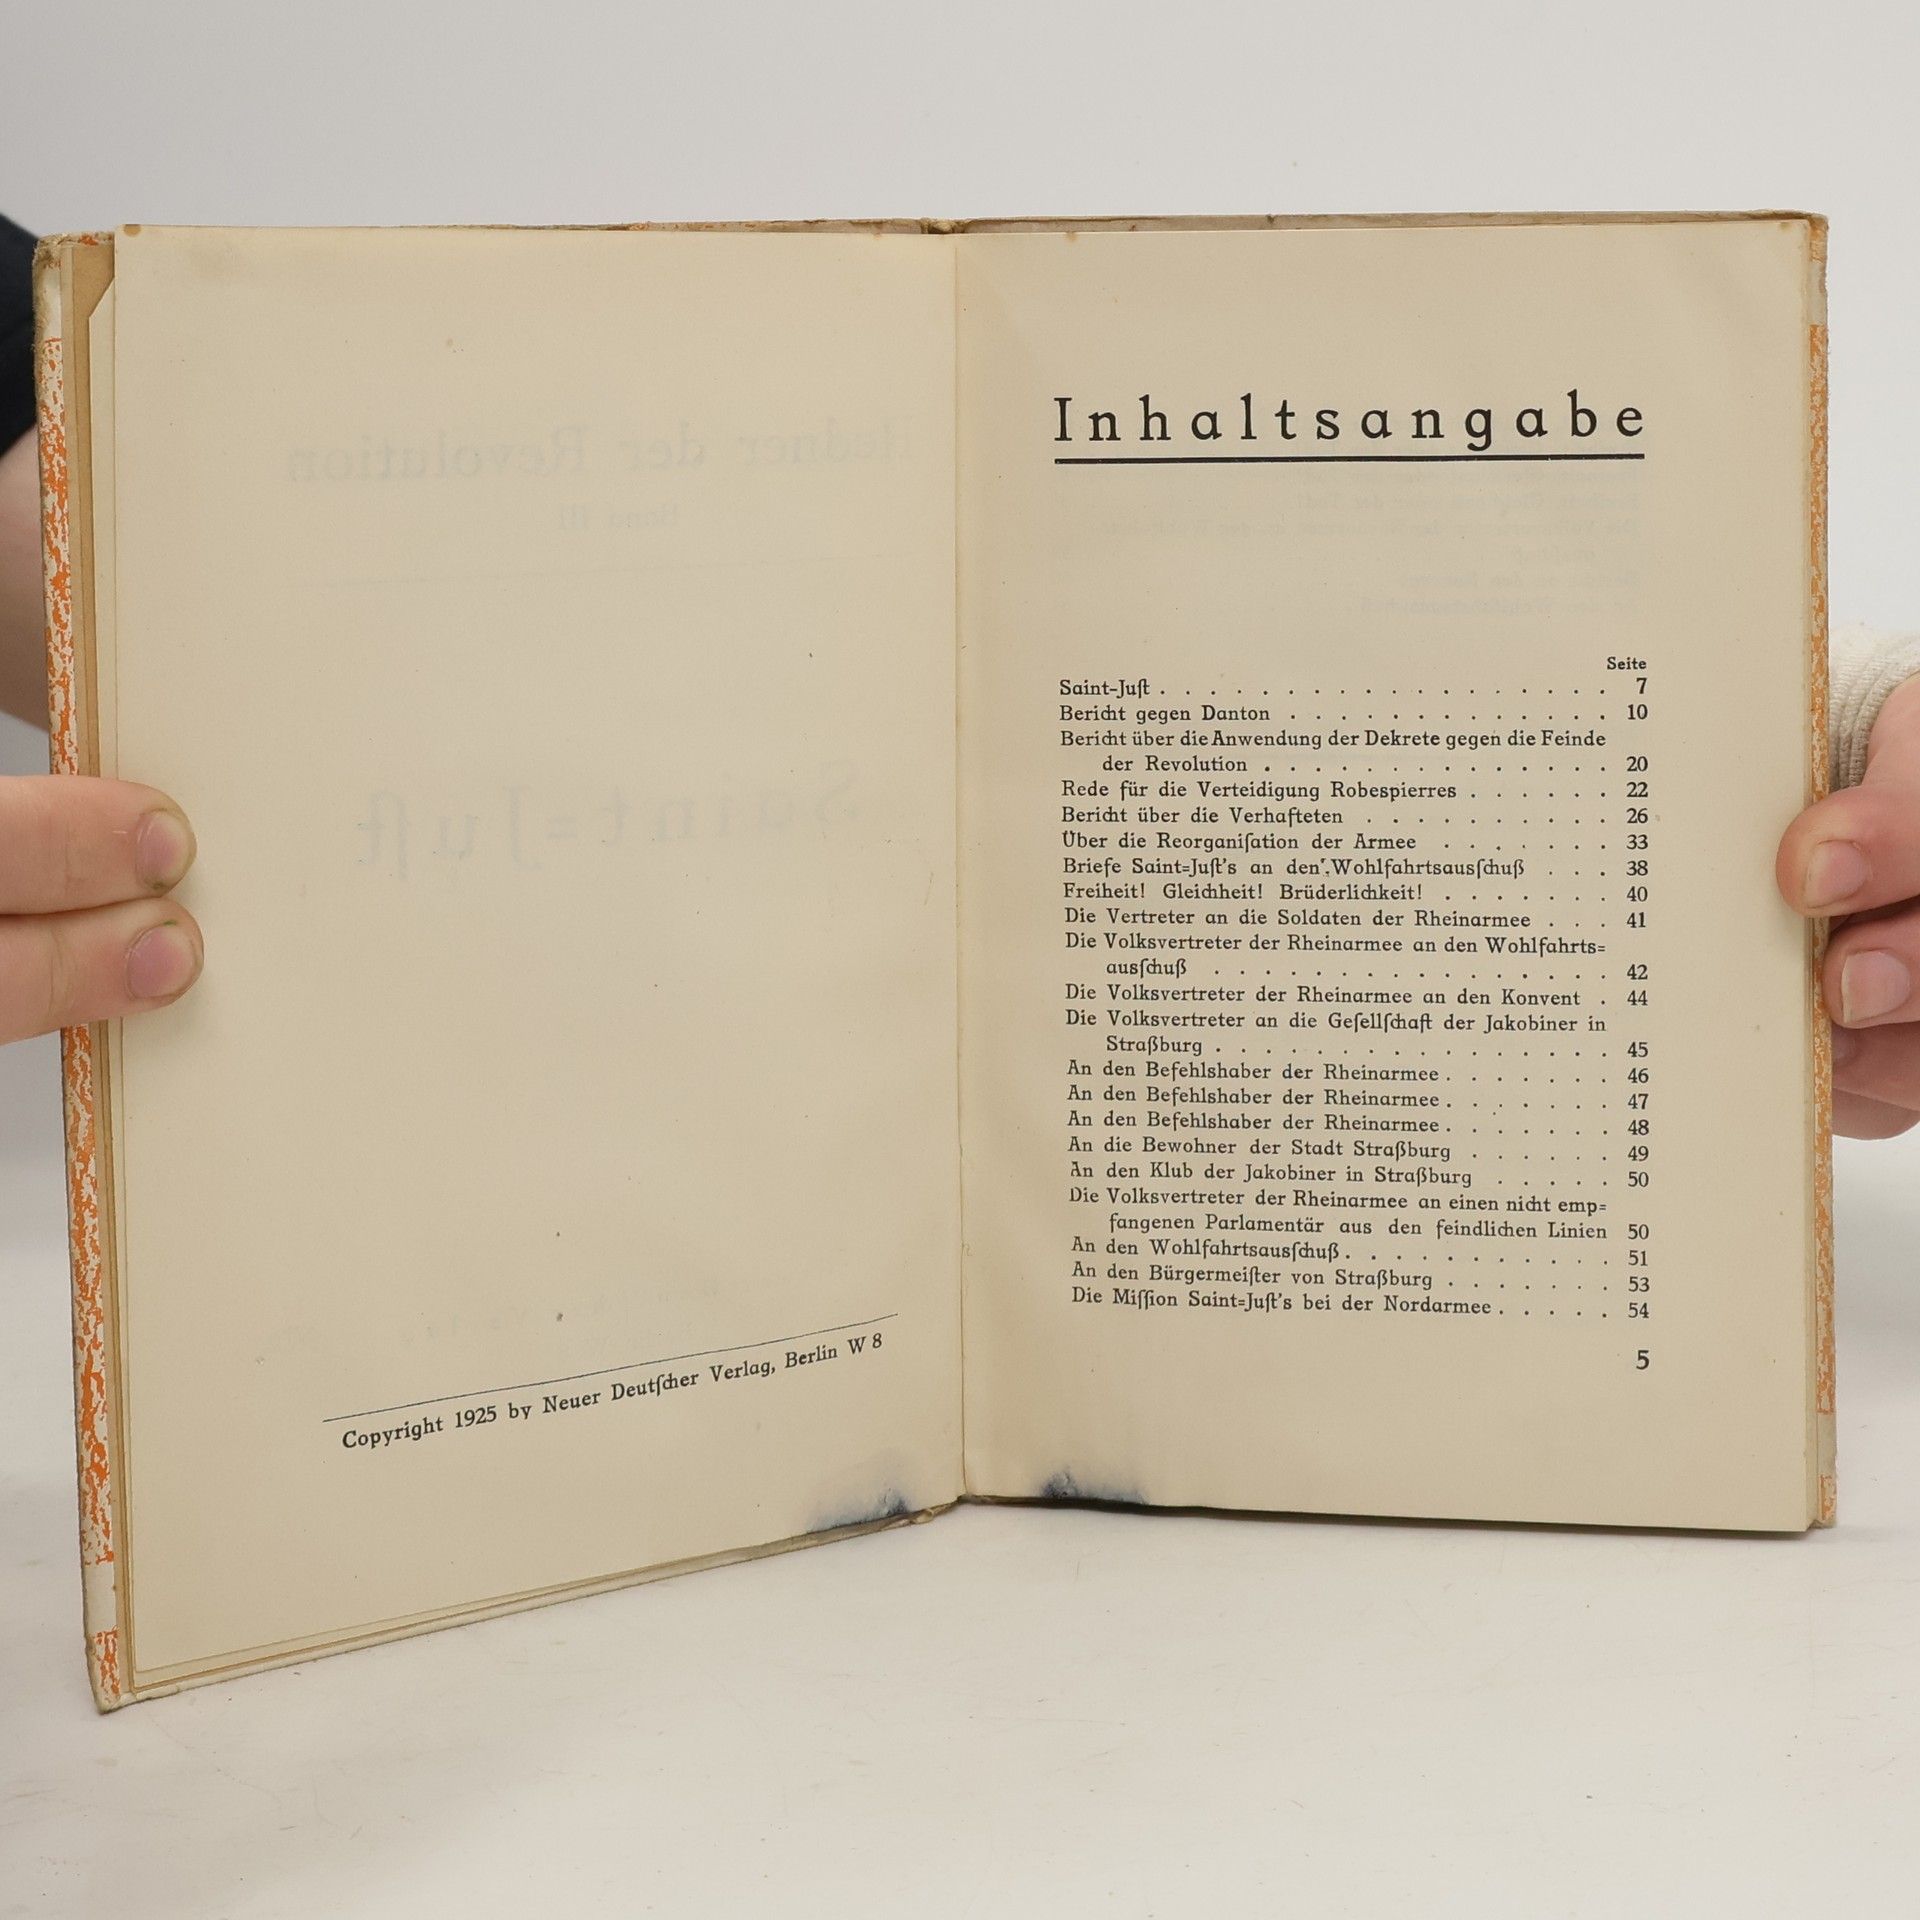 Copyright 1925 by Neuer Deutſcher Verlag, Berlin W 8
Inhaltsangabe
Seite
Saint-Juſt . . . . . . . . . . . . . . . . . . 7
Bericht gegen Danton . . . . . . . . . . . . . 10
Bericht über die Anwendung der Dekrete gegen die Feinde
der Revolution . . . . . . . . . . . . . . 20
Rede für die Verteidigung Robespierres . . . . . . 22
Bericht über die Verhafteten . . . . . . . . . . 26
Über die Reorganiſation der Armee . . . . . . . 33
Briefe Saint=Juſt's an den Wohlfahrtsausſchuß . . . 38
Freiheit! Gleichheit! Brüderlichkeit! . . . . . . . 40
Die Vertreter an die Soldaten der Rheinarmee . . . 41
Die Volksvertreter der Rheinarmee an den Wohlfahrts=
ausſchuß . . . . . . . . . . . . . . . . 42
Die Volksvertreter der Rheinarmee an den Konvent . 44
Die Volksvertreter an die Geſellſchaft der Jakobiner in
Straßburg . . . . . . . . . . . . . . . . 45
An den Befehlshaber der Rheinarmee . . . . . . . 46
An den Befehlshaber der Rheinarmee . . . . . . . 47
An den Befehlshaber der Rheinarmee . . . . . . . 48
An die Bewohner der Stadt Straßburg . . . . . . 49
An den Klub der Jakobiner in Straßburg . . . . . 50
Die Volksvertreter der Rheinarmee an einen nicht emp=
fangenen Parlamentär aus den feindlichen Linien 50
An den Wohlfahrtsausſchuß . . . . . . . . . . . 51
An den Bürgermeiſter von Straßburg . . . . . . . 53
Die Miſſion Saint=Juſt's bei der Nordarmee . . . . . 54
5